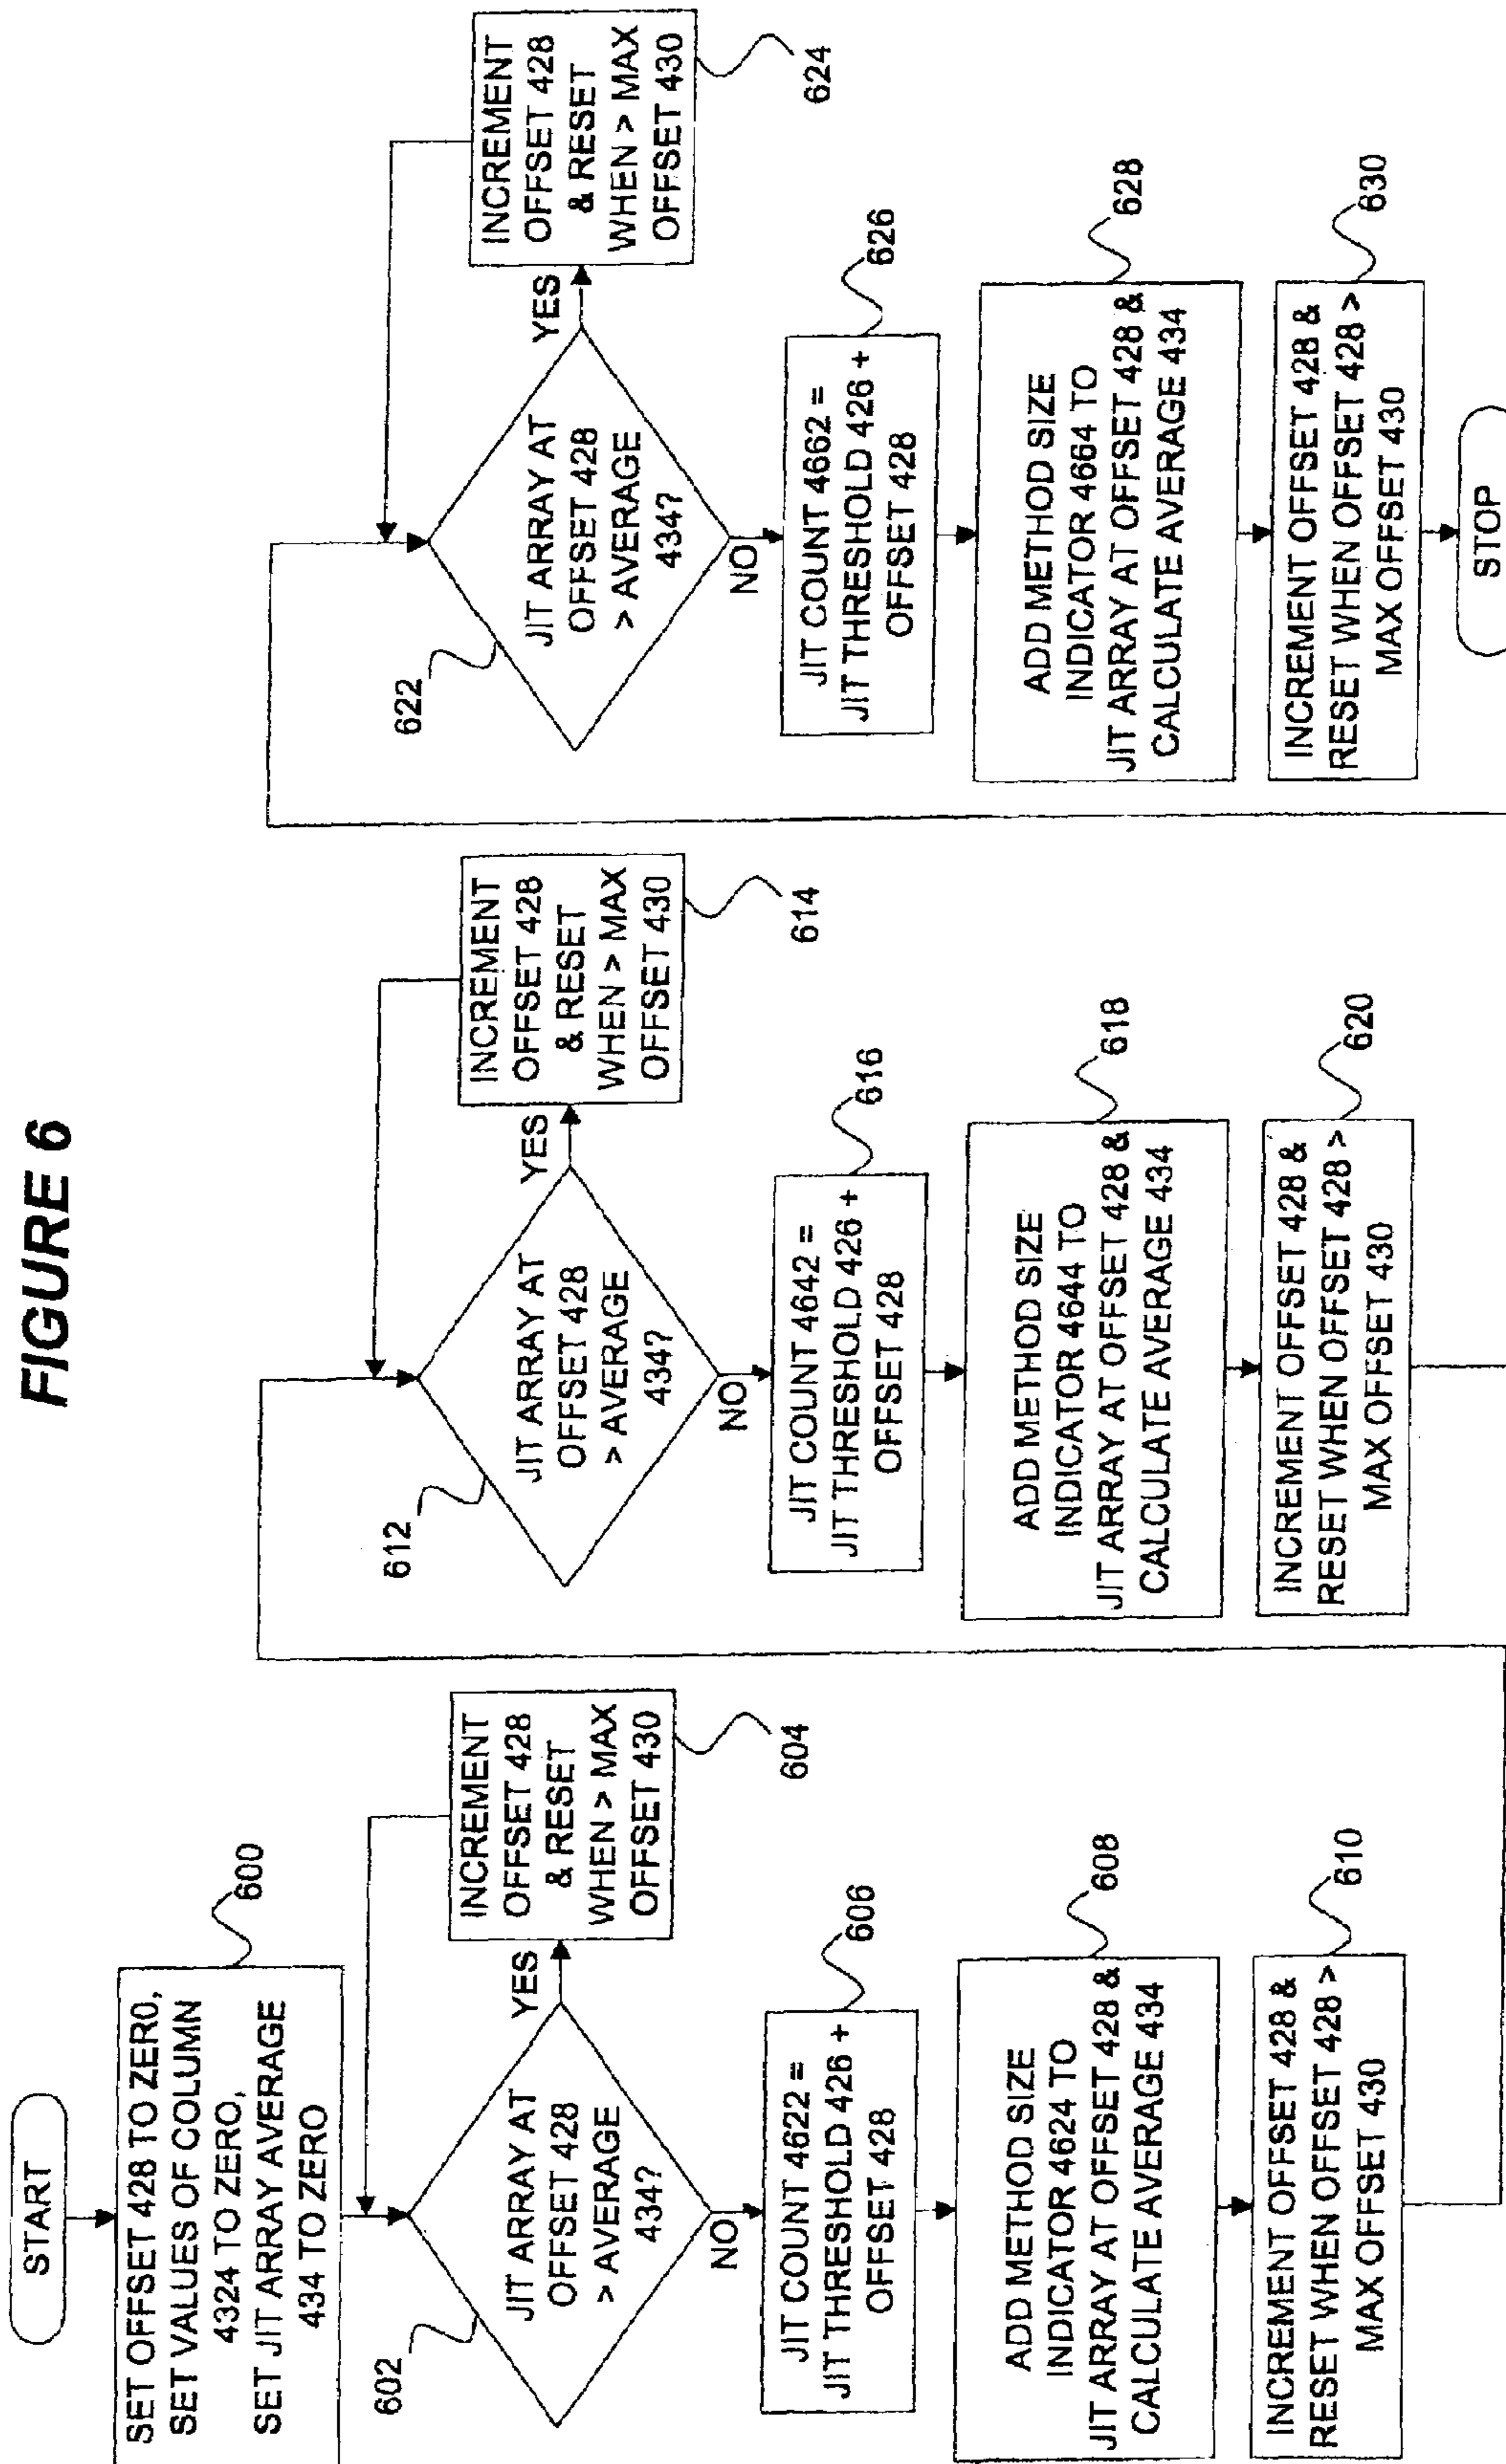 FIGURE 6
START
SET OFFSET 428 TO ZERO,
SET VALUES OF COLUMN
4324 TO ZERO,
SET JIT ARRAY AVERAGE
434 TO ZERO
600
JIT ARRAY AT
OFFSET 428
> AVERAGE
434?
602
YES
INCREMENT
OFFSET 428
& RESET
WHEN > MAX
OFFSET 430
604
NO
JIT COUNT 4622 =
JIT THRESHOLD 426 +
OFFSET 428
606
ADD METHOD SIZE
INDICATOR 4624 TO
JIT ARRAY AT OFFSET 428 &
CALCULATE AVERAGE 434
608
INCREMENT OFFSET 428 &
RESET WHEN OFFSET 428 >
MAX OFFSET 430
610
JIT ARRAY AT
OFFSET 428
> AVERAGE
434?
612
YES
INCREMENT
OFFSET 428
& RESET
WHEN > MAX
OFFSET 430
614
NO
JIT COUNT 4642 =
JIT THRESHOLD 426 +
OFFSET 428
616
ADD METHOD SIZE
INDICATOR 4644 TO
JIT ARRAY AT OFFSET 428 &
CALCULATE AVERAGE 434
618
INCREMENT OFFSET 428 &
RESET WHEN OFFSET 428 >
MAX OFFSET 430
620
JIT ARRAY AT
OFFSET 428
> AVERAGE
434?
622
YES
INCREMENT
OFFSET 428
& RESET
WHEN > MAX
OFFSET 430
624
NO
JIT COUNT 4662 =
JIT THRESHOLD 426 +
OFFSET 428
626
ADD METHOD SIZE
INDICATOR 4664 TO
JIT ARRAY AT OFFSET 428 &
CALCULATE AVERAGE 434
628
INCREMENT OFFSET 428 &
RESET WHEN OFFSET 428 >
MAX OFFSET 430
630
STOP